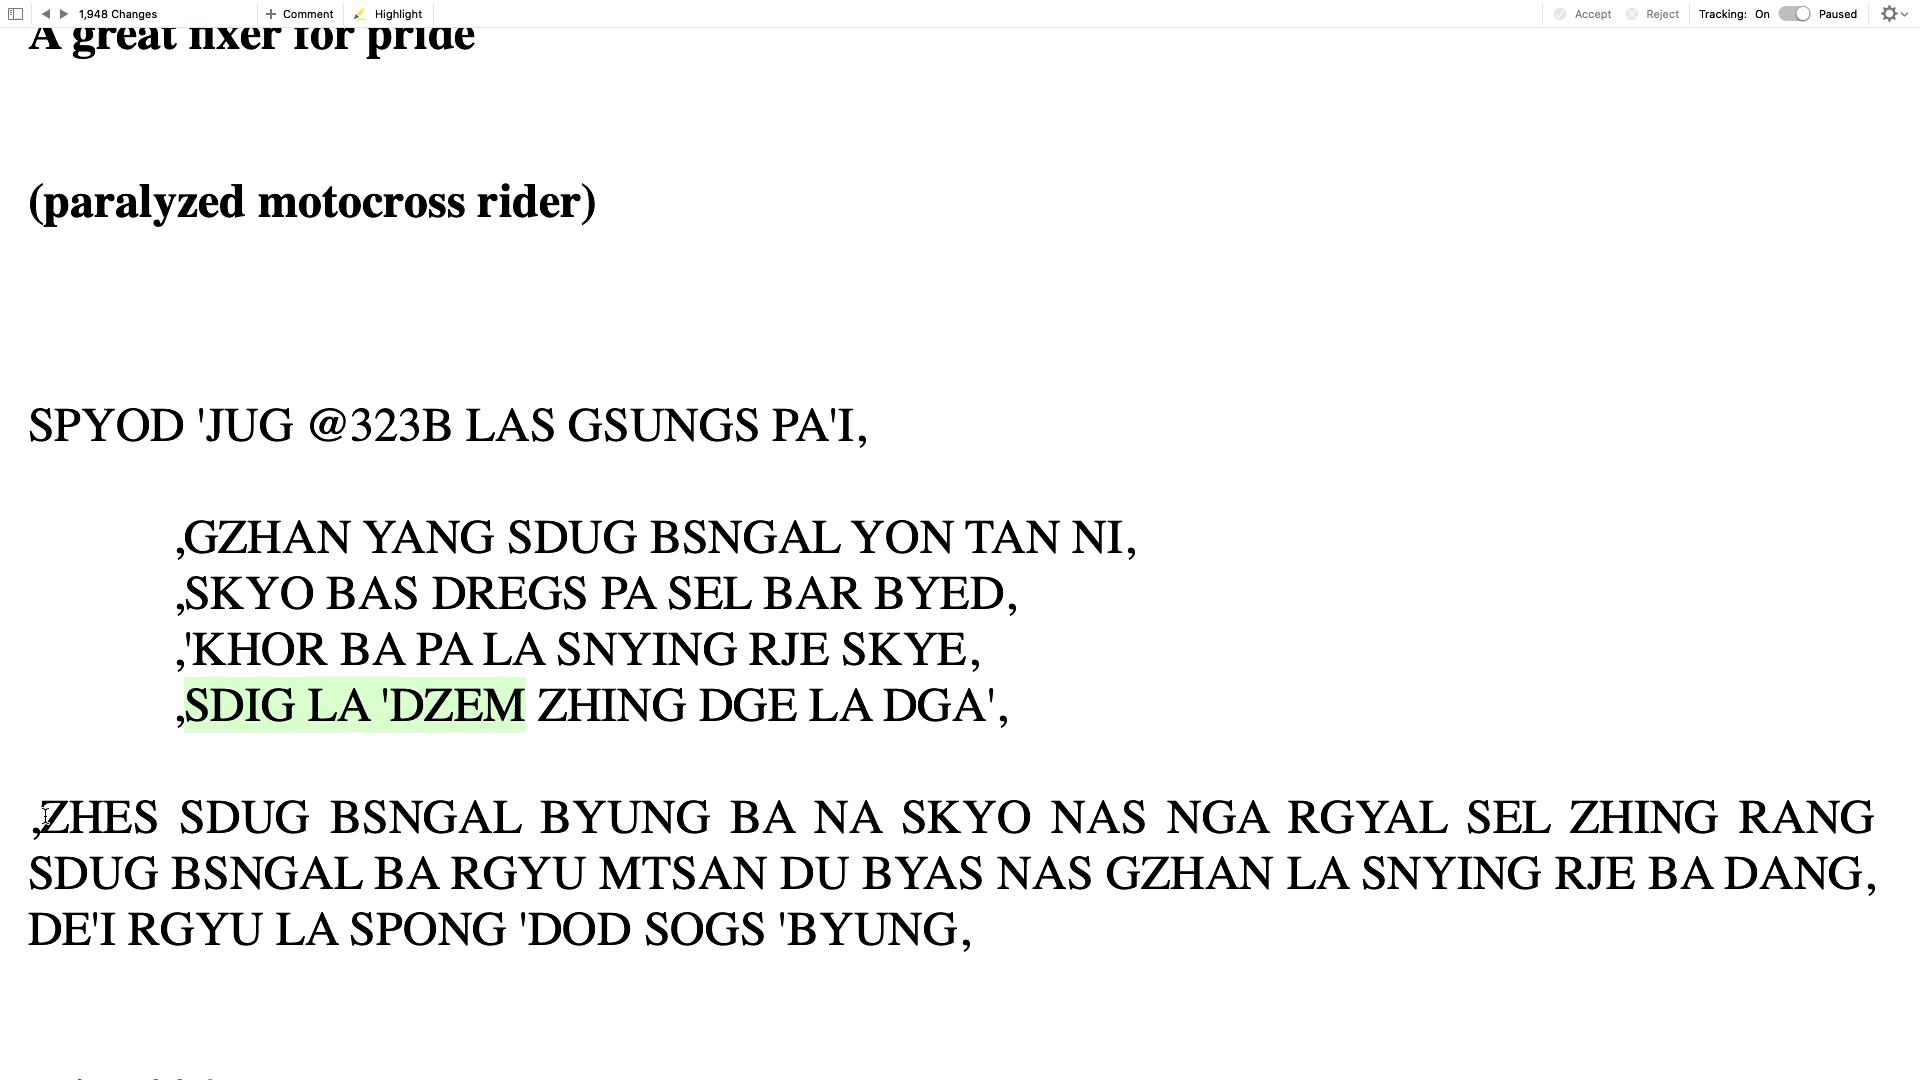 1,948 Changes
Comment
Highlight
Accept
Reject
Tracking: On
Paused
A great fixer for pride
(paralyzed motocross rider)
SPYOD 'JUG @323B LAS GSUNGS PA'I,
,GZHAN YANG SDUG BSNGAL YON TAN NI,
,SKYO BAS DREGS PA SEL BAR BYED,
,'KHOR BA PA LA SNYING RJE SKYE,
,SDIG LA 'DZEM ZHING DGE LA DGA',
,ZHES SDUG BSNGAL BYUNG BA NA SKYO NAS NGA RGYAL SEL ZHING RANG
SDUG BSNGAL BA RGYU MTSAN DU BYAS NAS GZHAN LA SNYING RJE BA DANG,
DE'I RGYU LA SPONG 'DOD SOGS 'BYUNG,